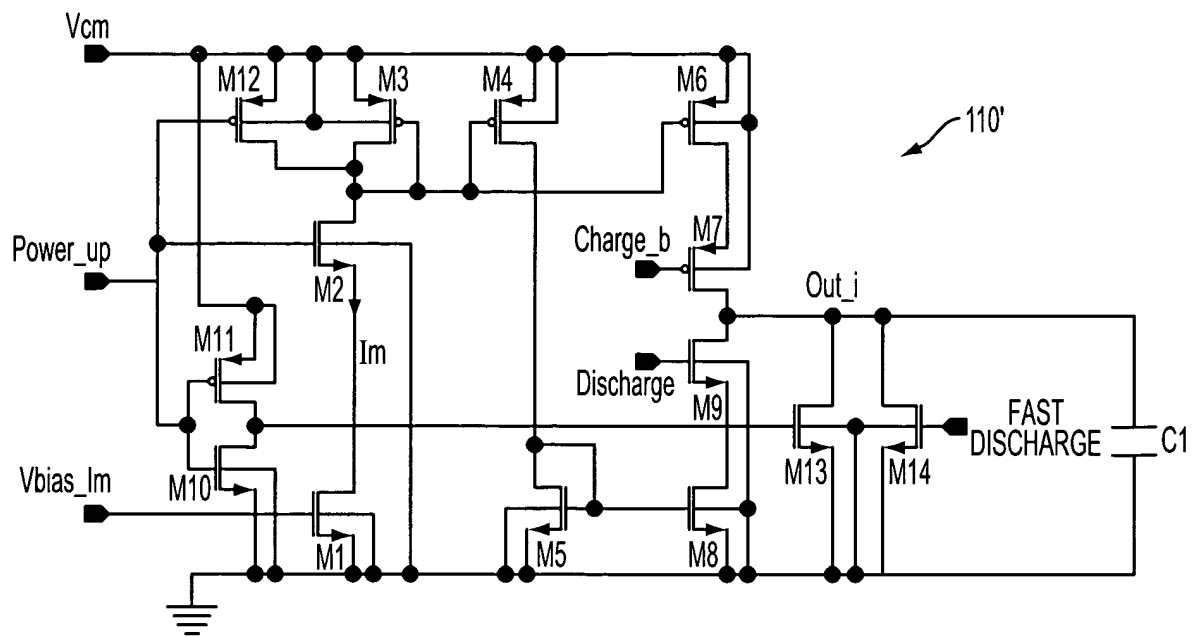 Vcm
M12
M3
M4
M6
110'
Power_up
M2
Charge_b
M7
Out_i
M11
Im
Discharge
M9
FAST
DISCHARGE
C1
M10
M13
M14
Vbias_Im
M1
M5
M8